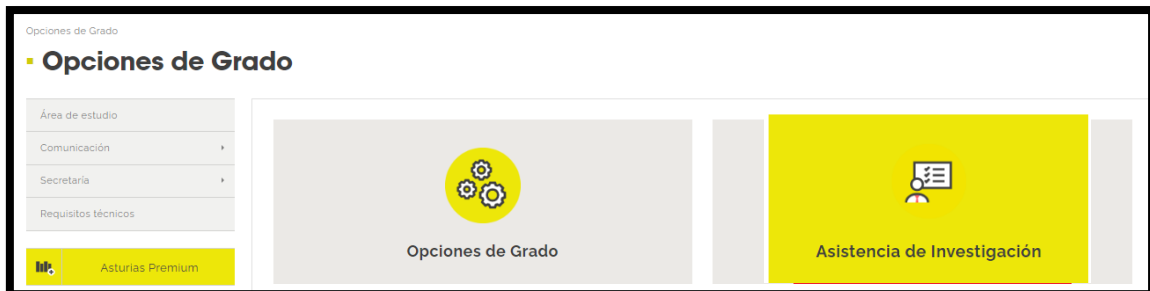 Opciones de Grado
Opciones de Grado
Área de estudio
Comunicación
Secretaría
Requisitos técnicos
Asturias Premium
Opciones de Grado
Asistencia de Investigación